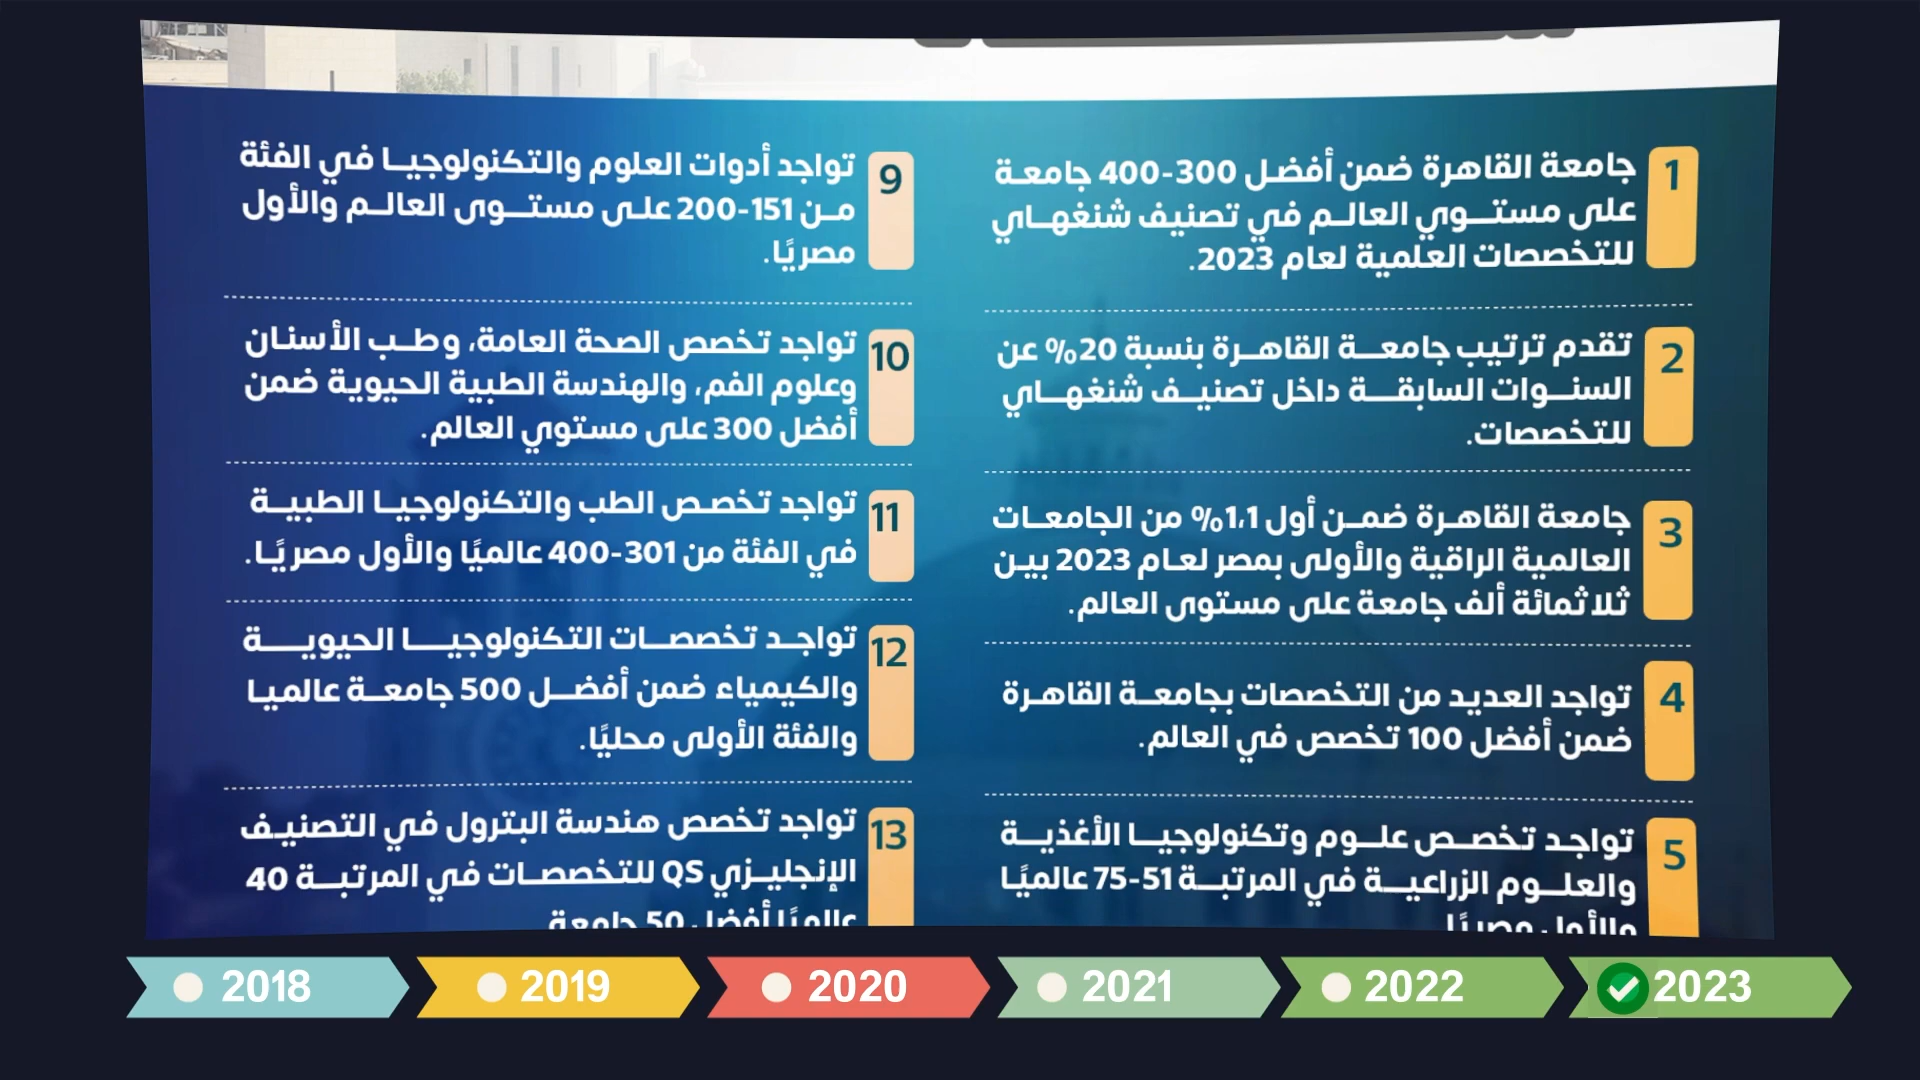 1
جامعة القاهرة ضمن أفضل 300-400 جامعة
على مستوي العالم في تصنيف شنغهاي
للتخصصات العلمية لعام 2023.
2
تقدم ترتيب جامعة القاهرة بنسبة 20% عن
السنوات السابقة داخل تصنيف شنغهاي
للتخصصات.
3
جامعة القاهرة ضمن أول 1،1% من الجامعات
العالمية الراقية والأولى بمصر لعام 2023 بين
ثلاثمائة ألف جامعة على مستوى العالم.
4
تواجد العديد من التخصصات بجامعة القاهرة
ضمن أفضل 100 تخصص في العالم.
5
تواجد تخصص علوم وتكنولوجيا الأغذية
والعلوم الزراعية في المرتبة 51-75 عالميًا
والأول مصريًا
9
تواجد أدوات العلوم والتكنولوجيا في الفئة
من 151-200 على مستوى العالم والأول
مصريًا.
10
تواجد تخصص الصحة العامة، وطب الأسنان
وعلوم الفم، والهندسة الطبية الحيوية ضمن
أفضل 300 على مستوي العالم.
11
تواجد تخصص الطب والتكنولوجيا الطبية
في الفئة من 301-400 عالميًا والأول مصريًا.
12
تواجد تخصصات التكنولوجيا الحيوية
والكيمياء ضمن أفضل 500 جامعة عالميا
والفئة الأولى محليًا.
13
تواجد تخصص هندسة البترول في التصنيف
الإنجليزي QS للتخصصات في المرتبة 40
عالميًا أفضل 50 جامعة
2018
2019
2020
2021
2022
2023